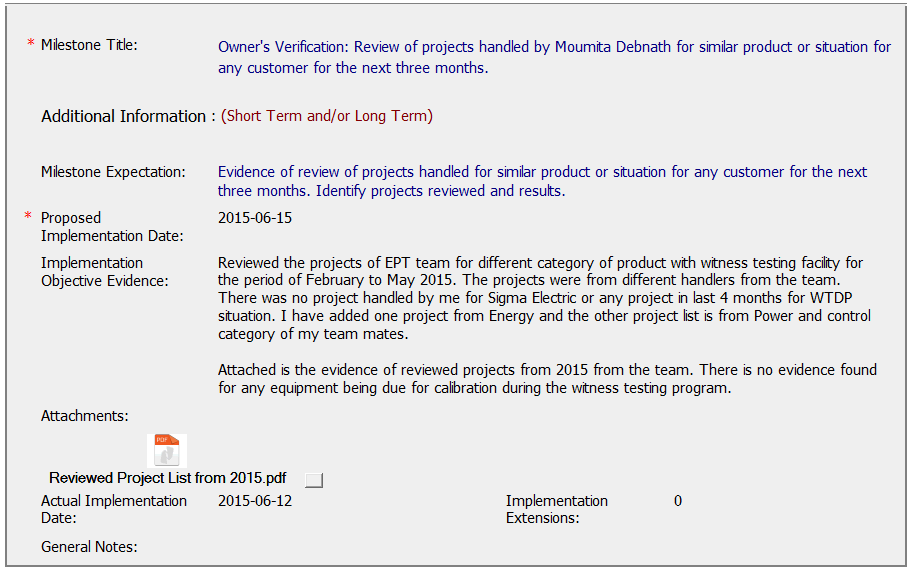 * Milestone Title: Owner's Verification: Review of projects handled by Moumita Debnath for similar product or situation for
any customer for the next three months.
Additional Information : (Short Term and/or Long Term)
Milestone Expectation: Evidence of review of projects handled for similar product or situation for any customer for the next
three months. Identify projects reviewed and results.
* Proposed 2015-06-15
Implementation Date:
Implementation Reviewed the projects of EPT team for different category of product with witness testing facility for
Objective Evidence: the period of February to May 2015. The projects were from different handlers from the team.
There was no project handled by me for Sigma Electric or any project in last 4 months for WTDP
situation. I have added one project from Energy and the other project list is from Power and control
category of my team mates.
Attached is the evidence of reviewed projects from 2015 from the team. There is no evidence found
for any equipment being due for calibration during the witness testing program.
Attachments:
PDF
Reviewed Project List from 2015.pdf
Actual Implementation 2015-06-12 Implementation 0
Date: Extensions:
General Notes: